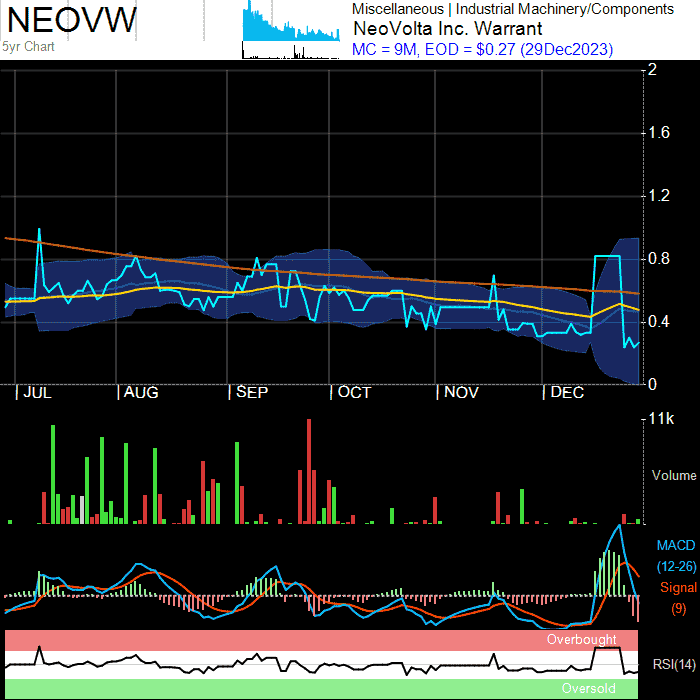 NEOVW
5yr Chart
Miscellaneous | Industrial Machinery/Components
NeoVolta Inc. Warrant
MC = 9M, EOD = $0.27 (29Dec2023)
2
1.6
1.2
0.8
0.4
0
JUL AUG SEP OCT NOV DEC
11k
Volume
MACD
(12-26)
Signal
(9)
Overbought
RSI(14)
Oversold